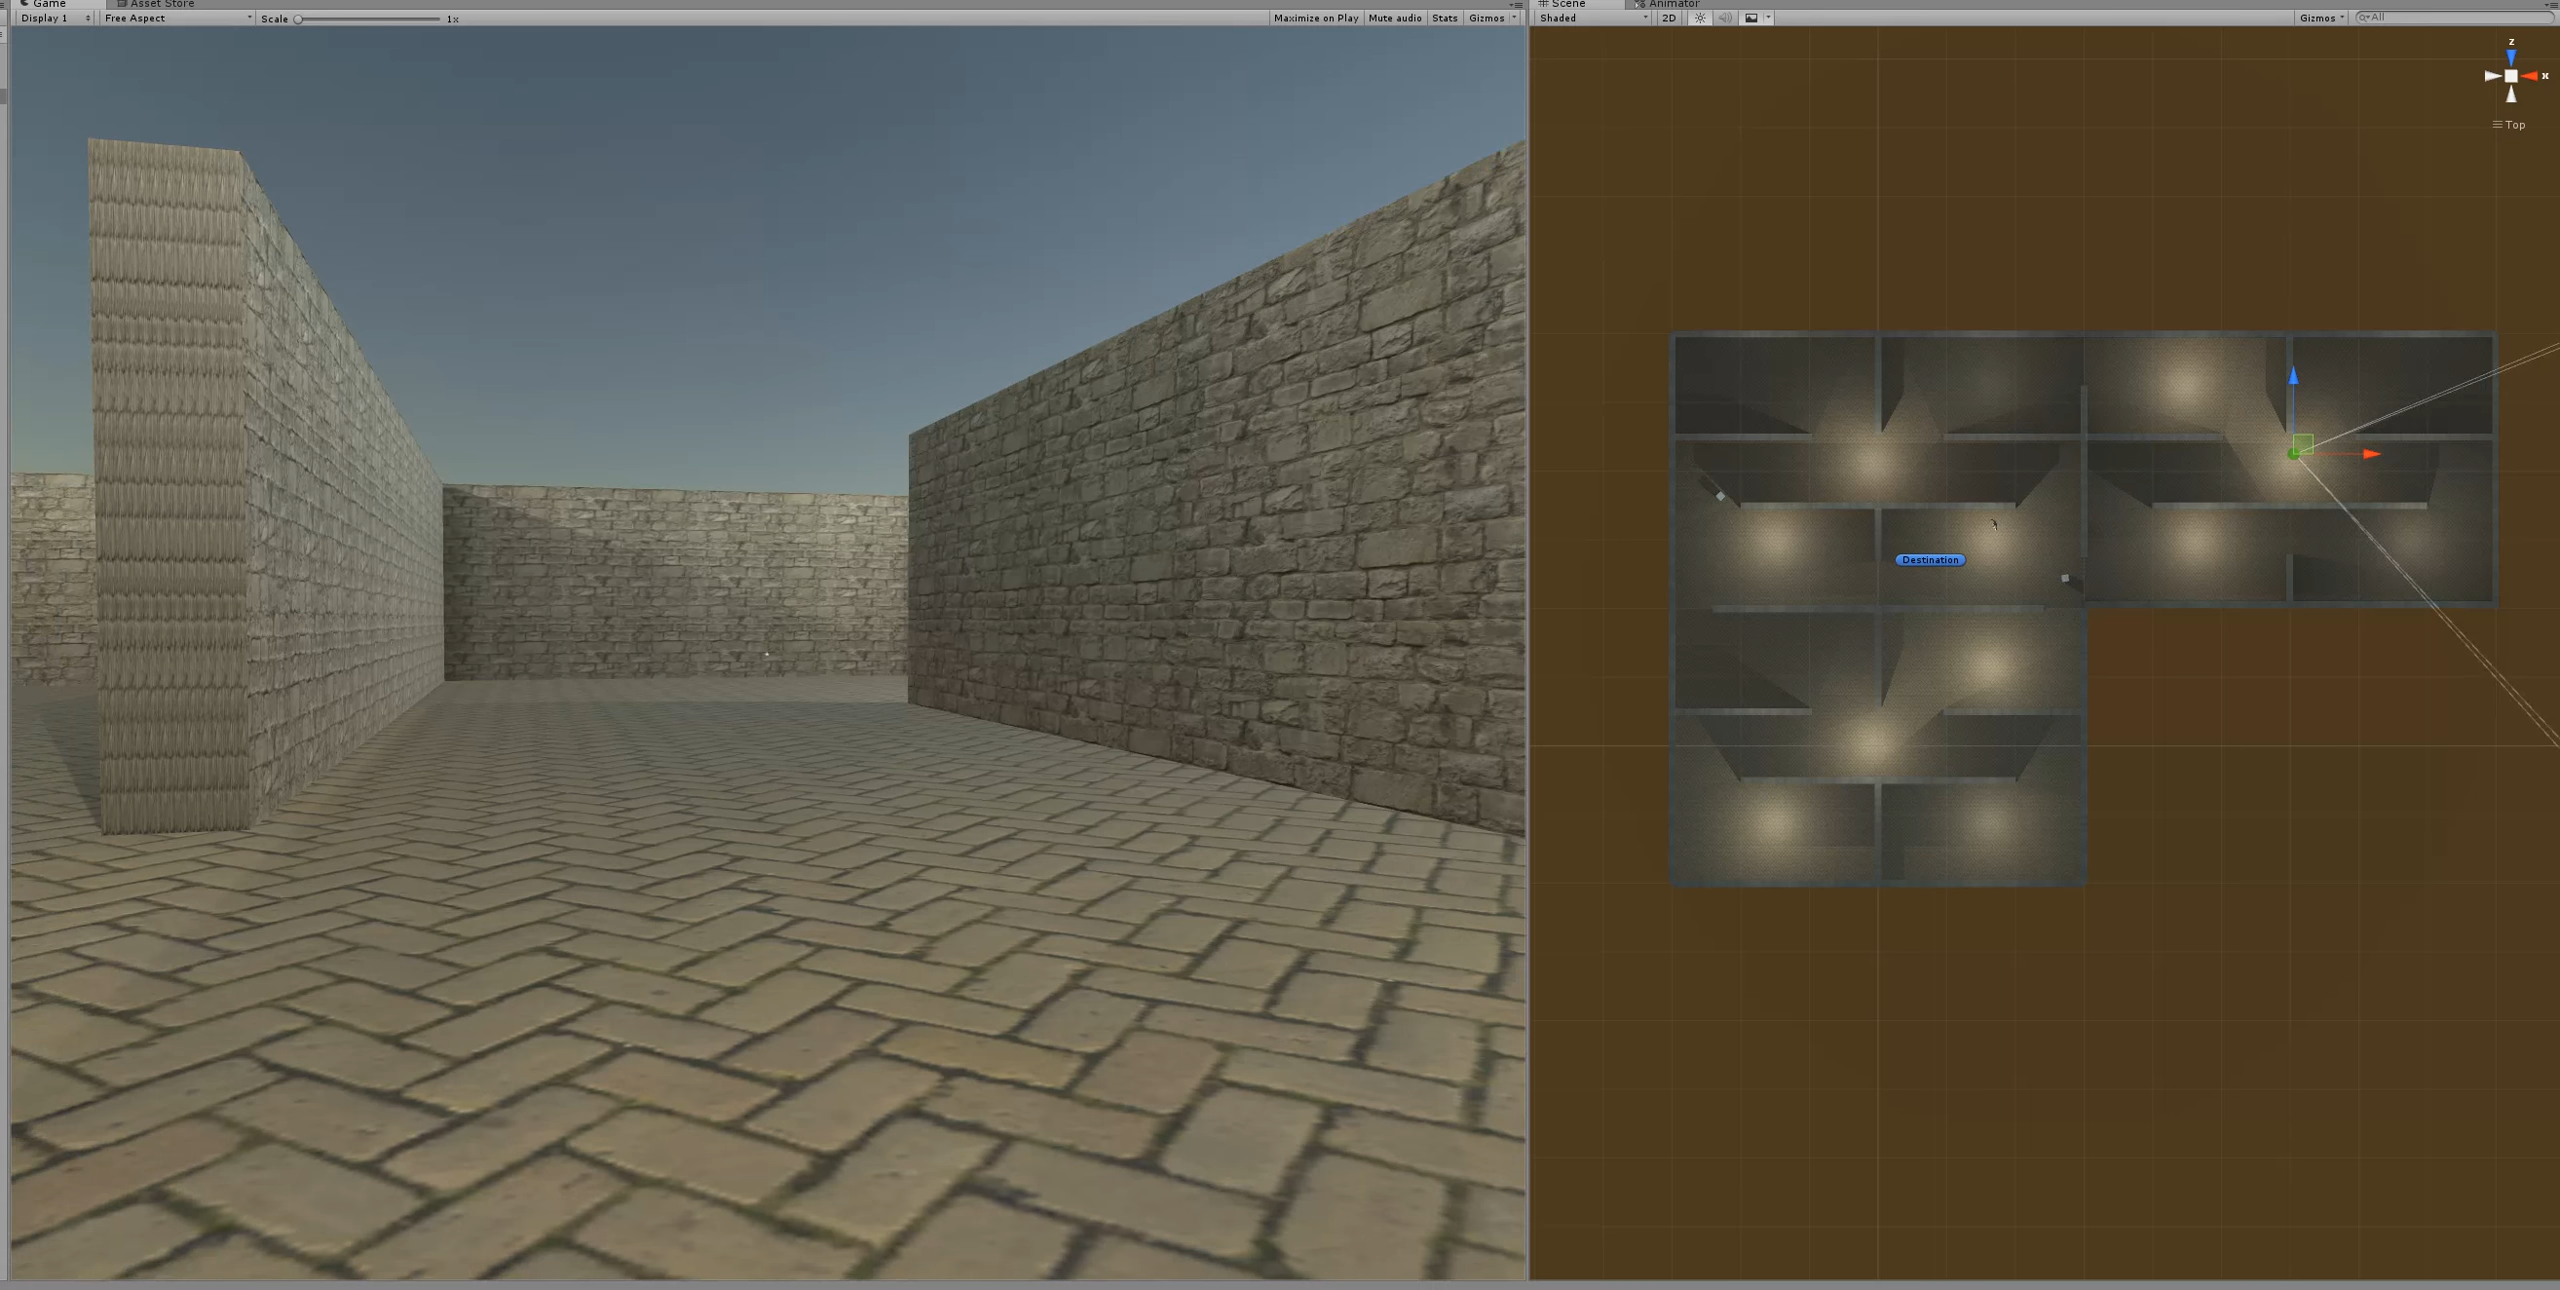 Game Asset Store
Display 1 Free Aspect Scale 1x Maximize on Play Mute audio Stats Gizmos
Scene Animator
Shaded 2D Gizmos All
z
x
Top
Destination